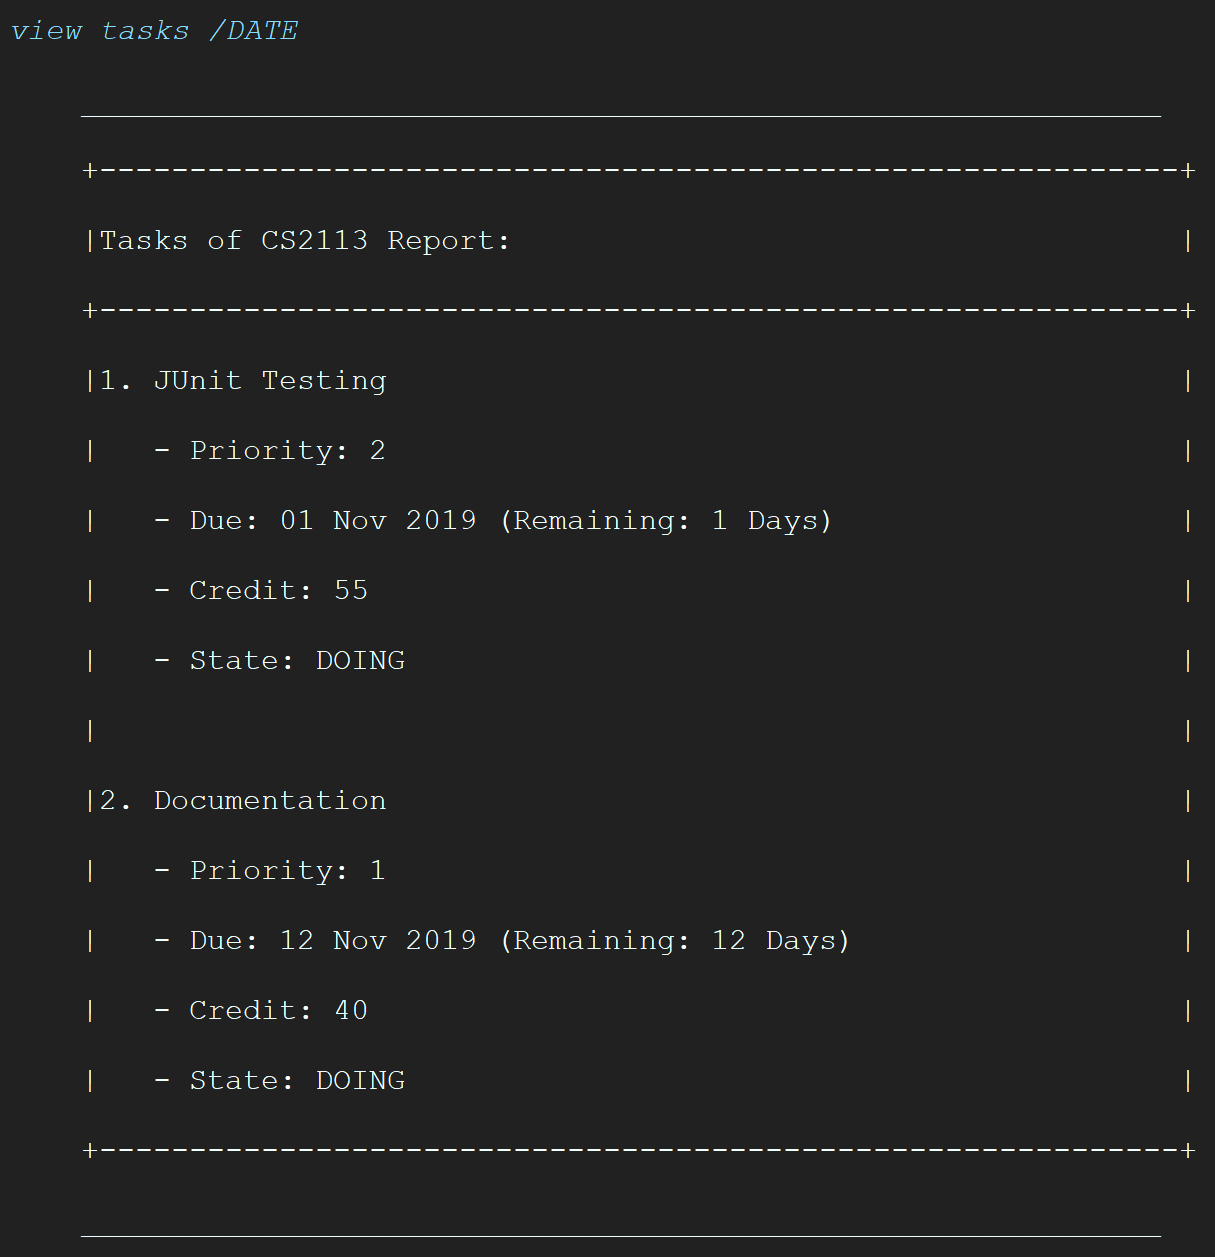 view tasks /DATE
____________________________________________________________
+------------------------------------------------------------+
|Tasks of CS2113 Report:                                     |
+------------------------------------------------------------+
|1. JUnit Testing                                            |
|   - Priority: 2                                            |
|   - Due: 01 Nov 2019 (Remaining: 1 Days)                   |
|   - Credit: 55                                             |
|   - State: DOING                                           |
|                                                            |
|2. Documentation                                            |
|   - Priority: 1                                            |
|   - Due: 12 Nov 2019 (Remaining: 12 Days)                  |
|   - Credit: 40                                             |
|   - State: DOING                                           |
+------------------------------------------------------------+
____________________________________________________________